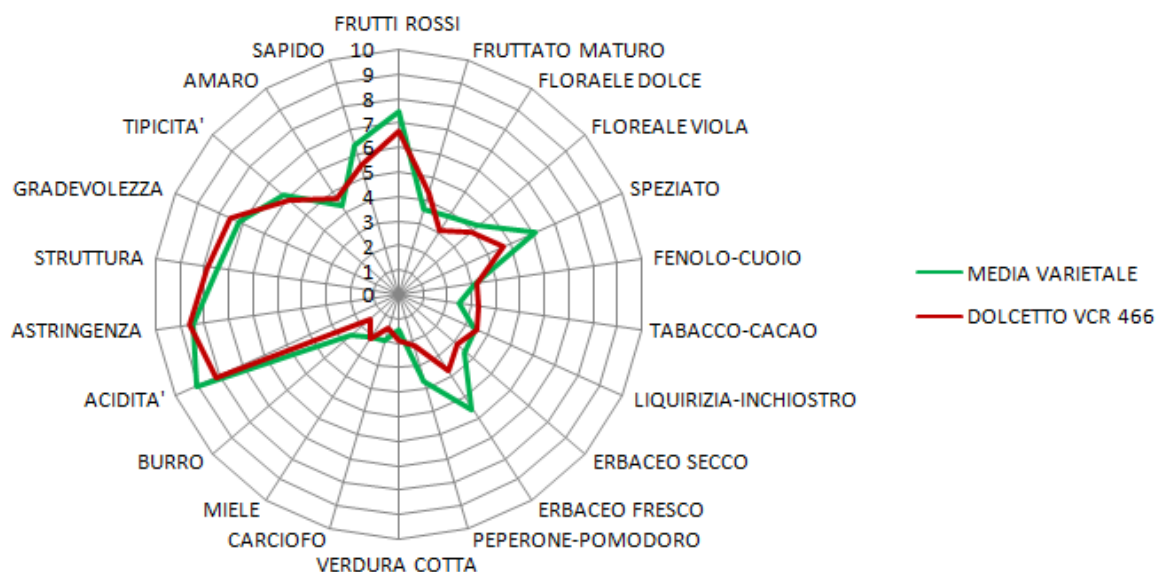 FRUTTI ROSSI
FRUTTATO MATURO
FLORAELE DOLCE
FLOREALE VIOLA
SPEZIATO
FENOLO-CUOIO
TABACCO-CACAO
LIQUIRIZIA-INCHIOSTRO
ERBACEO SECCO
ERBACEO FRESCO
PEPERONE-POMODORO
VERDURA COTTA
CARCIOFO
MIELE
BURRO
ACIDITA'
ASTRINGENZA
STRUTTURA
GRADEVOLEZZA
TIPICITA'
AMARO
SAPIDO
10
9
8
7
6
5
4
3
2
1
0
MEDIA VARIETALE
DOLCETTO VCR 466